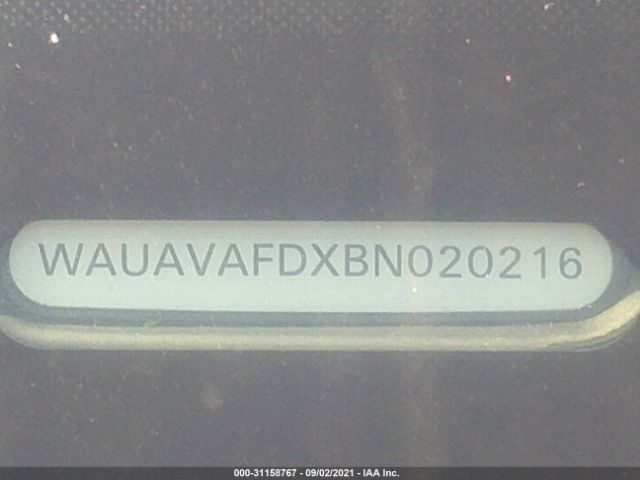 WAUAVAFDXBN020216
000-31158767 - 09/02/2021 - IAA Inc.